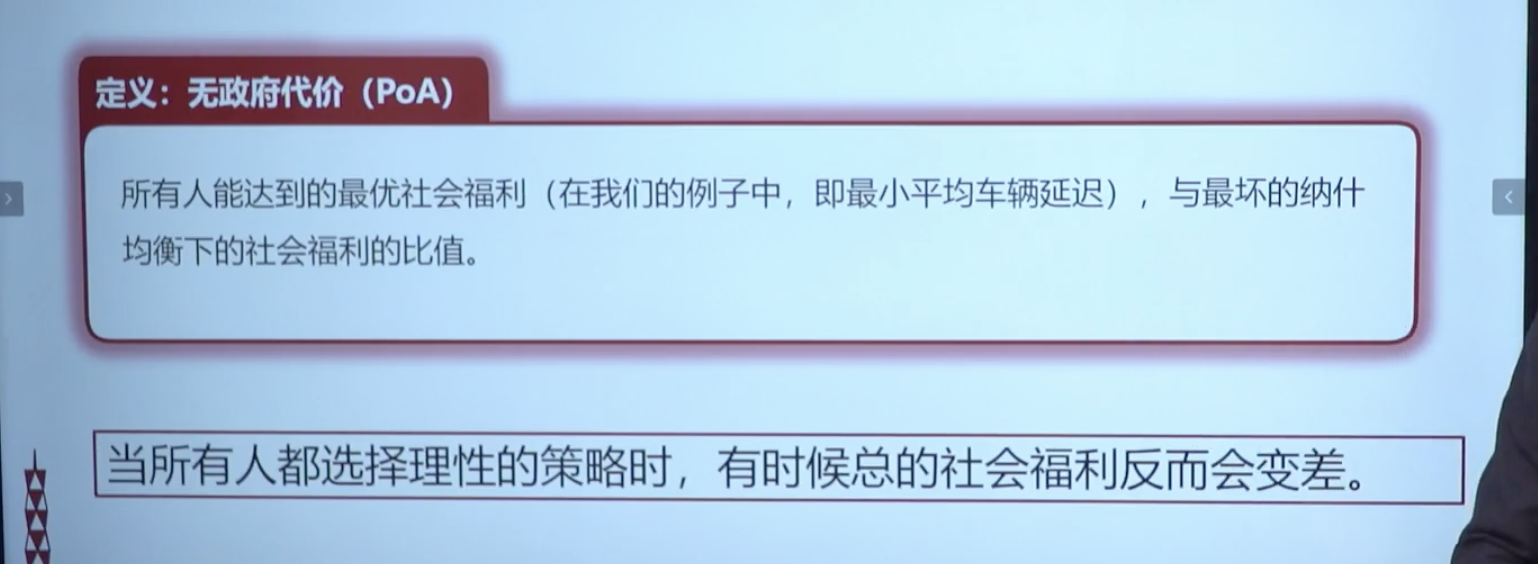 定义：无政府代价（PoA）
所有人能达到的最优社会福利（在我们的例子中，即最小平均车辆延迟），与最坏的纳什
均衡下的社会福利的比值。
当所有人都选择理性的策略时，有时候总的社会福利反而会变差。